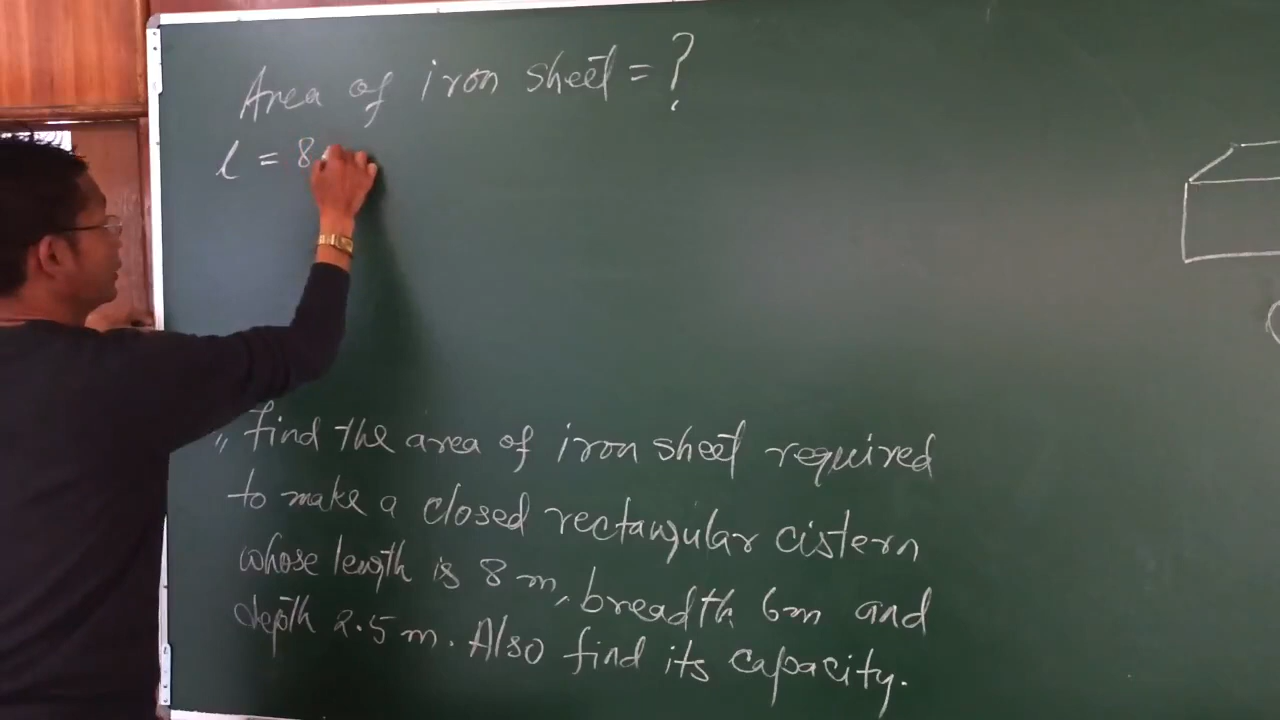 Area of iron sheet = ?
l = 8
find the area of iron sheet required
to make a closed rectangular cistern
whose length is 8 m, breadth 6m and
depth 2.5 m. Also find its capacity.